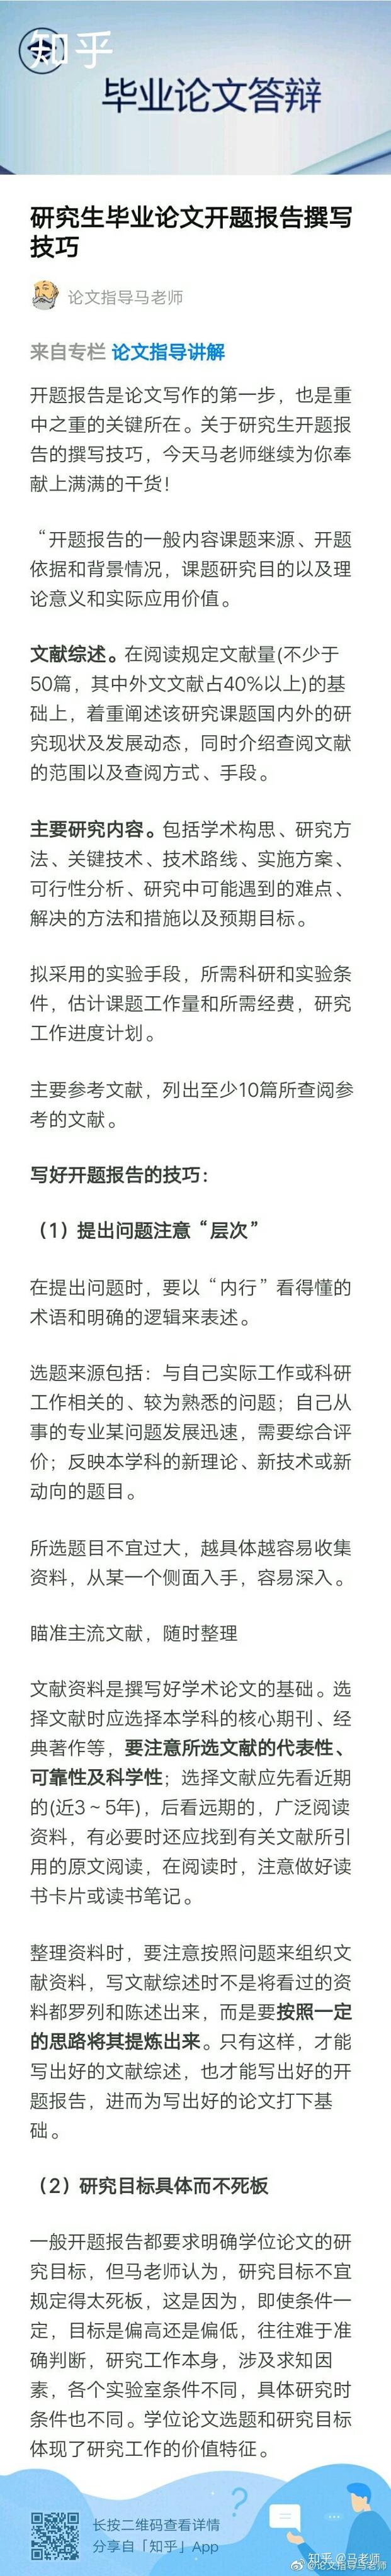 知乎
毕业论文答辩
研究生毕业论文开题报告撰写
技巧
论文指导马老师
来自专栏 论文指导讲解
开题报告是论文写作的第一步，也是重
中之重的关键所在。关于研究生开题报
告的撰写技巧，今天马老师继续为你奉
献上满满的干货!
“开题报告的一般内容课题来源、开题
依据和背景情况，课题研究目的以及理
论意义和实际应用价值。
文献综述。在阅读规定文献量(不少于
50篇，其中外文文献占40%以上)的基
础上，着重阐述该研究课题国内外的研
究现状及发展动态，同时介绍查阅文献
的范围以及查阅方式、手段。
主要研究内容。包括学术构思、研究方
法、关键技术、技术路线、实施方案、
可行性分析、研究中可能遇到的难点、
解决的方法和措施以及预期目标。
拟采用的实验手段，所需科研和实验条
件，估计课题工作量和所需经费，研究
工作进度计划。
主要参考文献，列出至少10篇所查阅参
考的文献。
写好开题报告的技巧：
（1）提出问题注意“层次”
在提出问题时，要以“内行”看得懂的
术语和明确的逻辑来表述。
选题来源包括：与自己实际工作或科研
工作相关的、较为熟悉的问题；自己从
事的专业某问题发展迅速，需要综合评
价；反映本学科的新理论、新技术或新
动向的题目。
所选题目不宜过大，越具体越容易收集
资料，从某一个侧面入手，容易深入。
瞄准主流文献，随时整理
文献资料是撰写好学术论文的基础。选
择文献时应选择本学科的核心期刊、经
典著作等，要注意所选文献的代表性、
可靠性及科学性；选择文献应先看近期
的(近3～5年)，后看远期的，广泛阅读
资料，有必要时还应找到有关文献所引
用的原文阅读，在阅读时，注意做好读
书卡片或读书笔记。
整理资料时，要注意按照问题来组织文
献资料，写文献综述时不是将看过的资
料都罗列和陈述出来，而是要按照一定
的思路将其提炼出来。只有这样，才能
写出好的文献综述，也才能写出好的开
题报告，进而为写出好的论文打下基
础。
（2）研究目标具体而不死板
一般开题报告都要求明确学位论文的研
究目标，但马老师认为，研究目标不宜
规定得太死板，这是因为，即使条件一
定，目标是偏高还是偏低，往往难于准
确判断，研究工作本身，涉及求知因
素，各个实验室条件不同，具体研究时
条件也不同。学位论文选题和研究目标
体现了研究工作的价值特征。
长按二维码查看详情
分享自「知乎」App
知乎 @马老师
@论文指导马老师